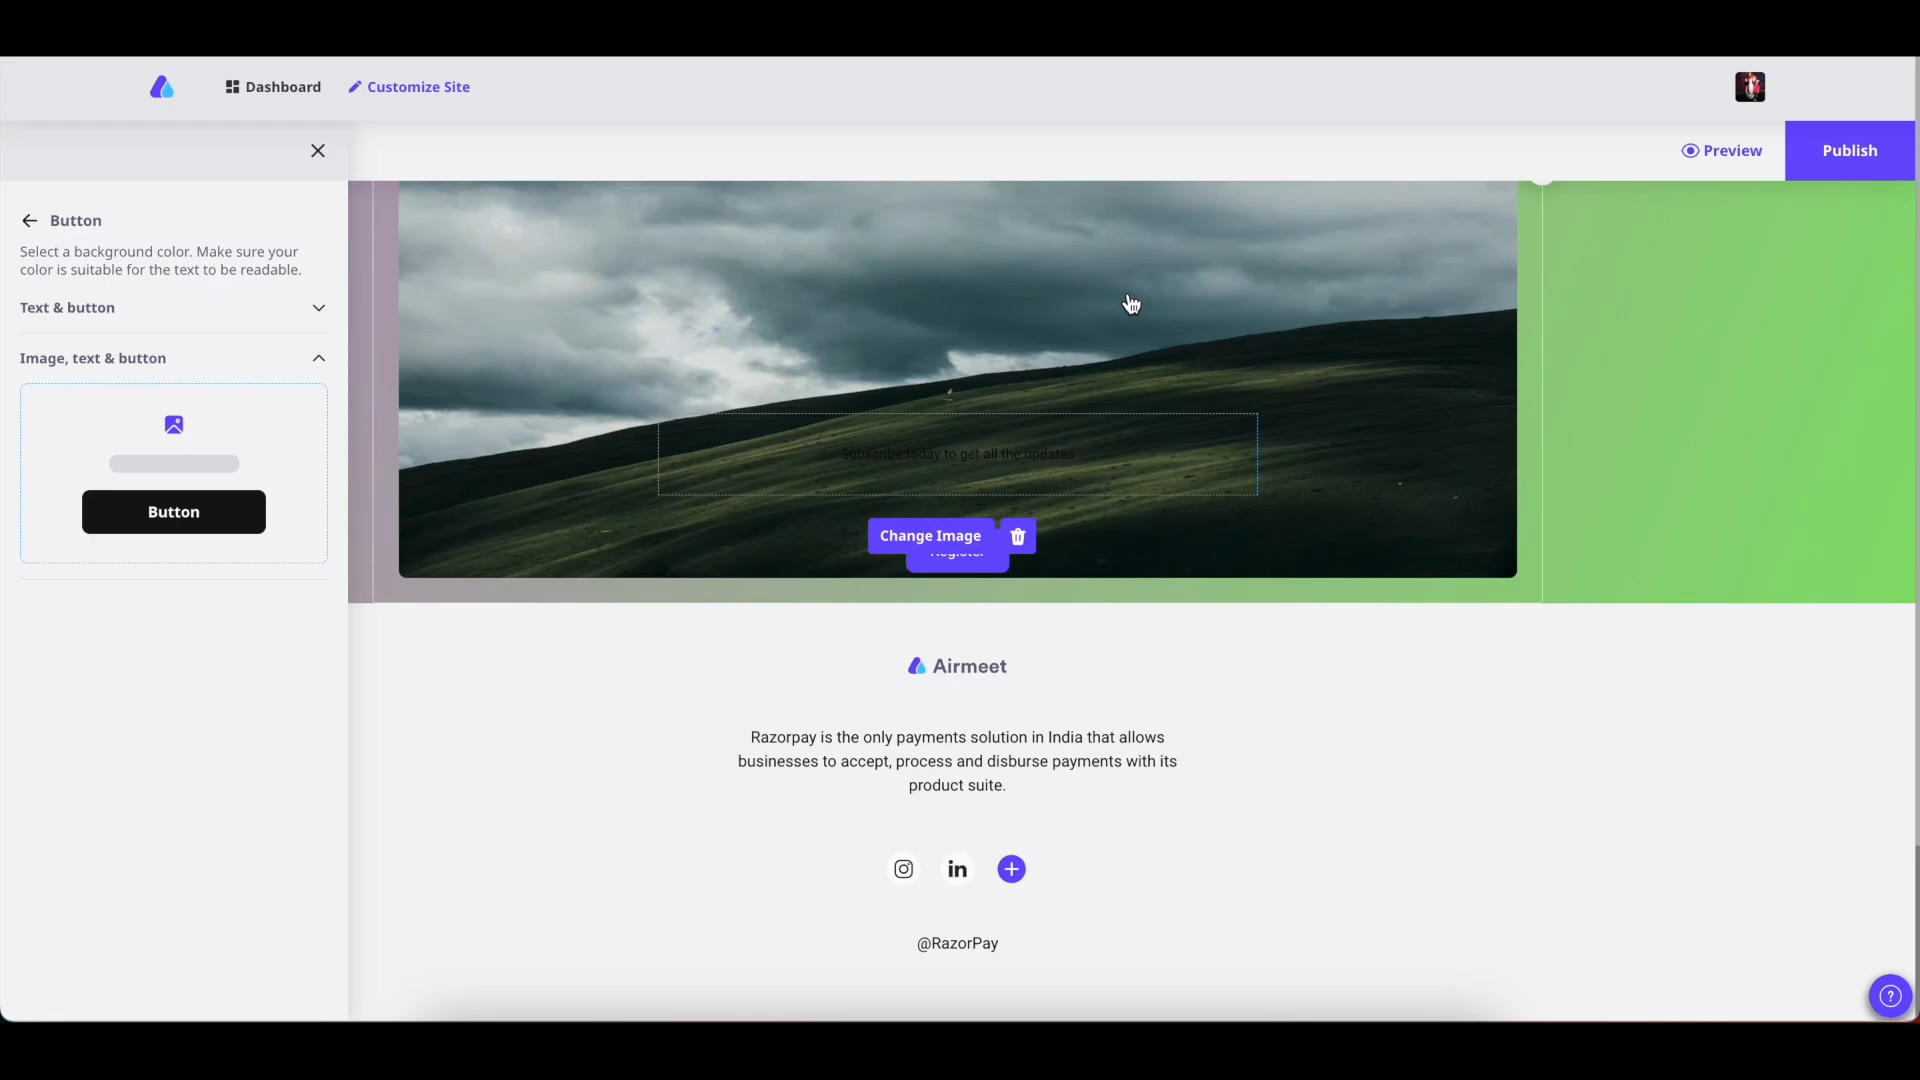 Dashboard
Customize Site
Preview
Publish
Button
Select a background color. Make sure your
color is suitable for the text to be readable.
Text & button
Image, text & button
Button
Subscribe today to get all the updates
Change Image
Register
Airmeet
Razorpay is the only payments solution in India that allows
businesses to accept, process and disburse payments with its
product suite.
@RazorPay